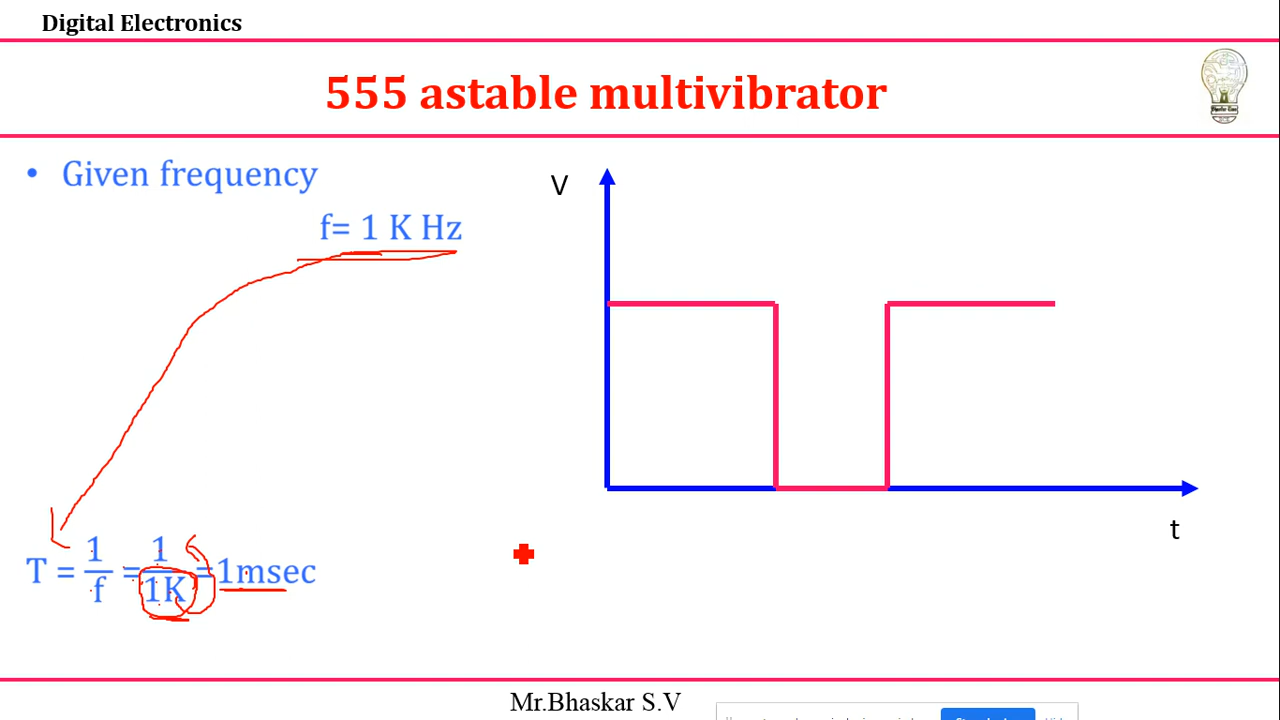 Digital Electronics
555 astable multivibrator
• Given frequency
f= 1 K Hz
V
t
T = 1/f = 1/1K =1msec
Mr.Bhaskar S.V